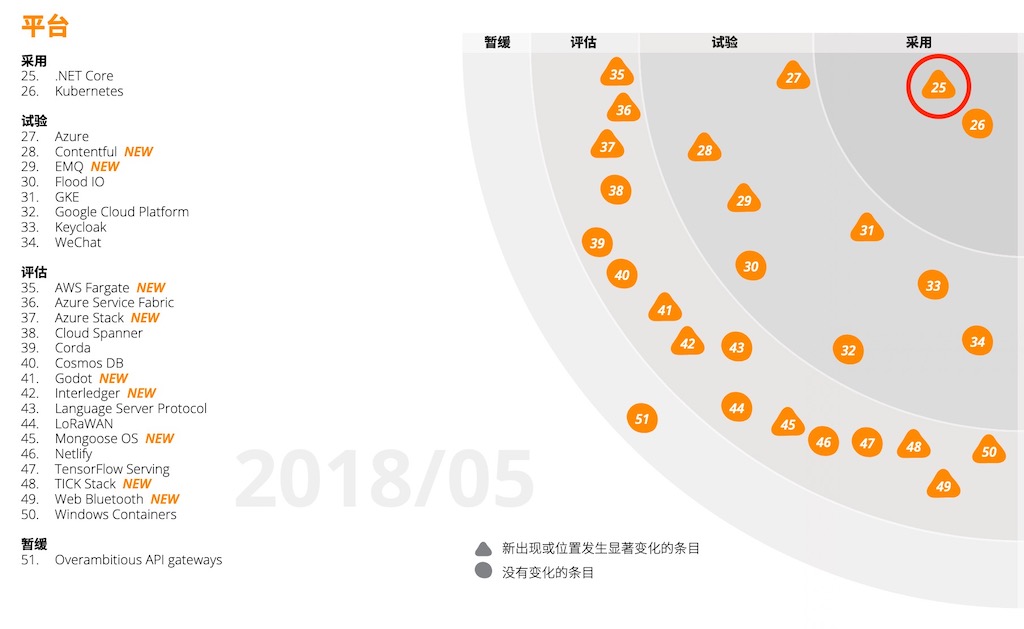 平台
采用
25. .NET Core
26. Kubernetes
试验
27. Azure
28. Contentful NEW
29. EMQ NEW
30. Flood IO
31. GKE
32. Google Cloud Platform
33. Keycloak
34. WeChat
评估
35. AWS Fargate NEW
36. Azure Service Fabric
37. Azure Stack NEW
38. Cloud Spanner
39. Corda
40. Cosmos DB
41. Godot NEW
42. Interledger NEW
43. Language Server Protocol
44. LoRaWAN
45. Mongoose OS NEW
46. Netlify
47. TensorFlow Serving
48. TICK Stack NEW
49. Web Bluetooth NEW
50. Windows Containers
暂缓
51. Overambitious API gateways
2018/05
暂缓 评估 试验 采用
35
27
25
36
26
37
28
38
29
31
39
30
40
33
41
42
43
32
34
44
51
45
46
47
48
50
49
新出现或位置发生显著变化的条目
没有变化的条目